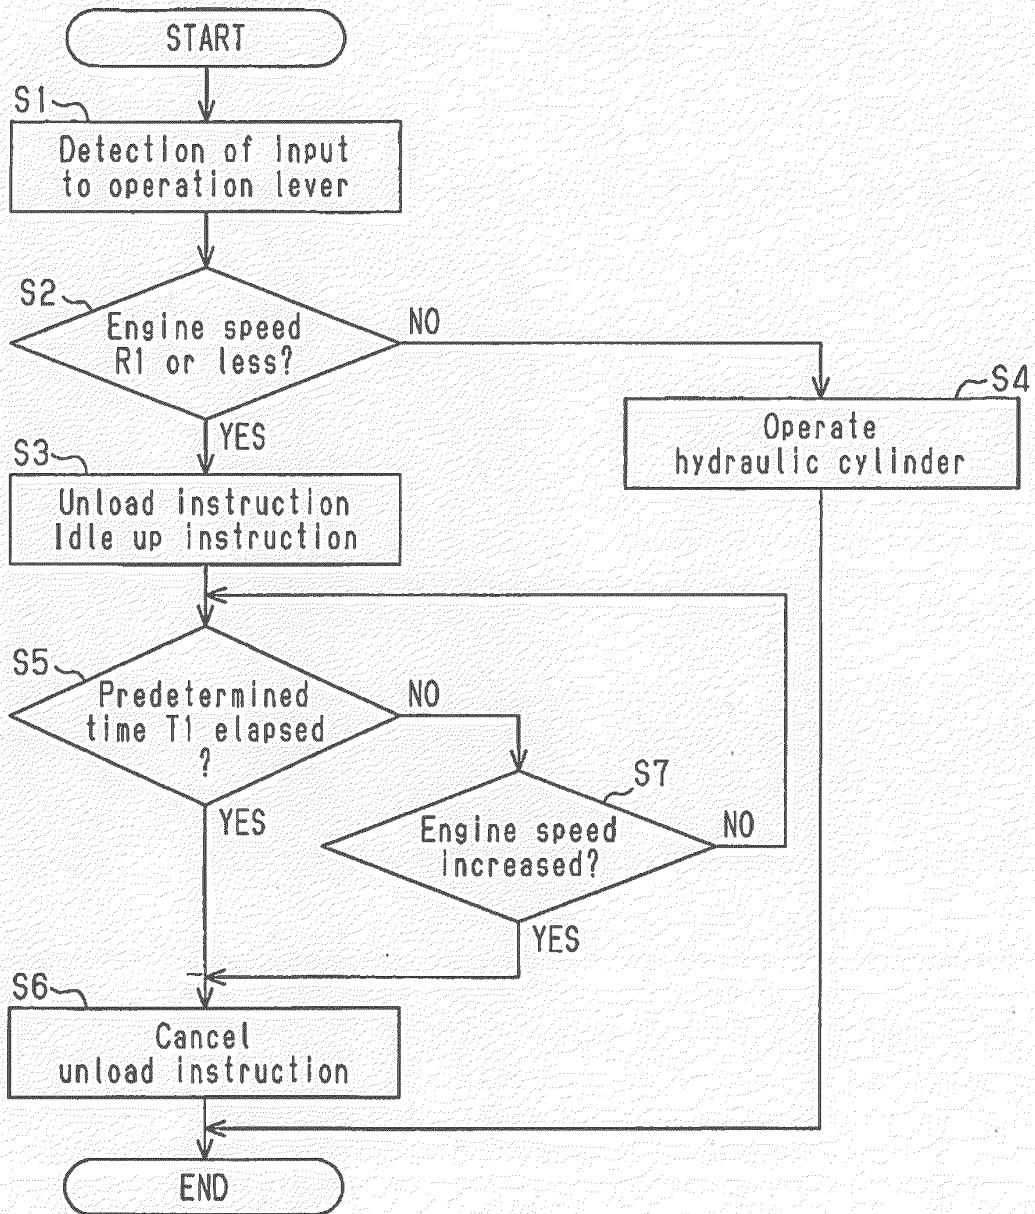 START
S1
Detection of input
to operation lever
S2
Engine speed
R1 or less?
NO
YES
S4
Operate
hydraulic cylinder
S3
Unload instruction
Idle up instruction
S5
Predetermined
time T1 elapsed
?
NO
YES
S7
Engine speed
increased?
NO
YES
S6
Cancel
unload instruction
END